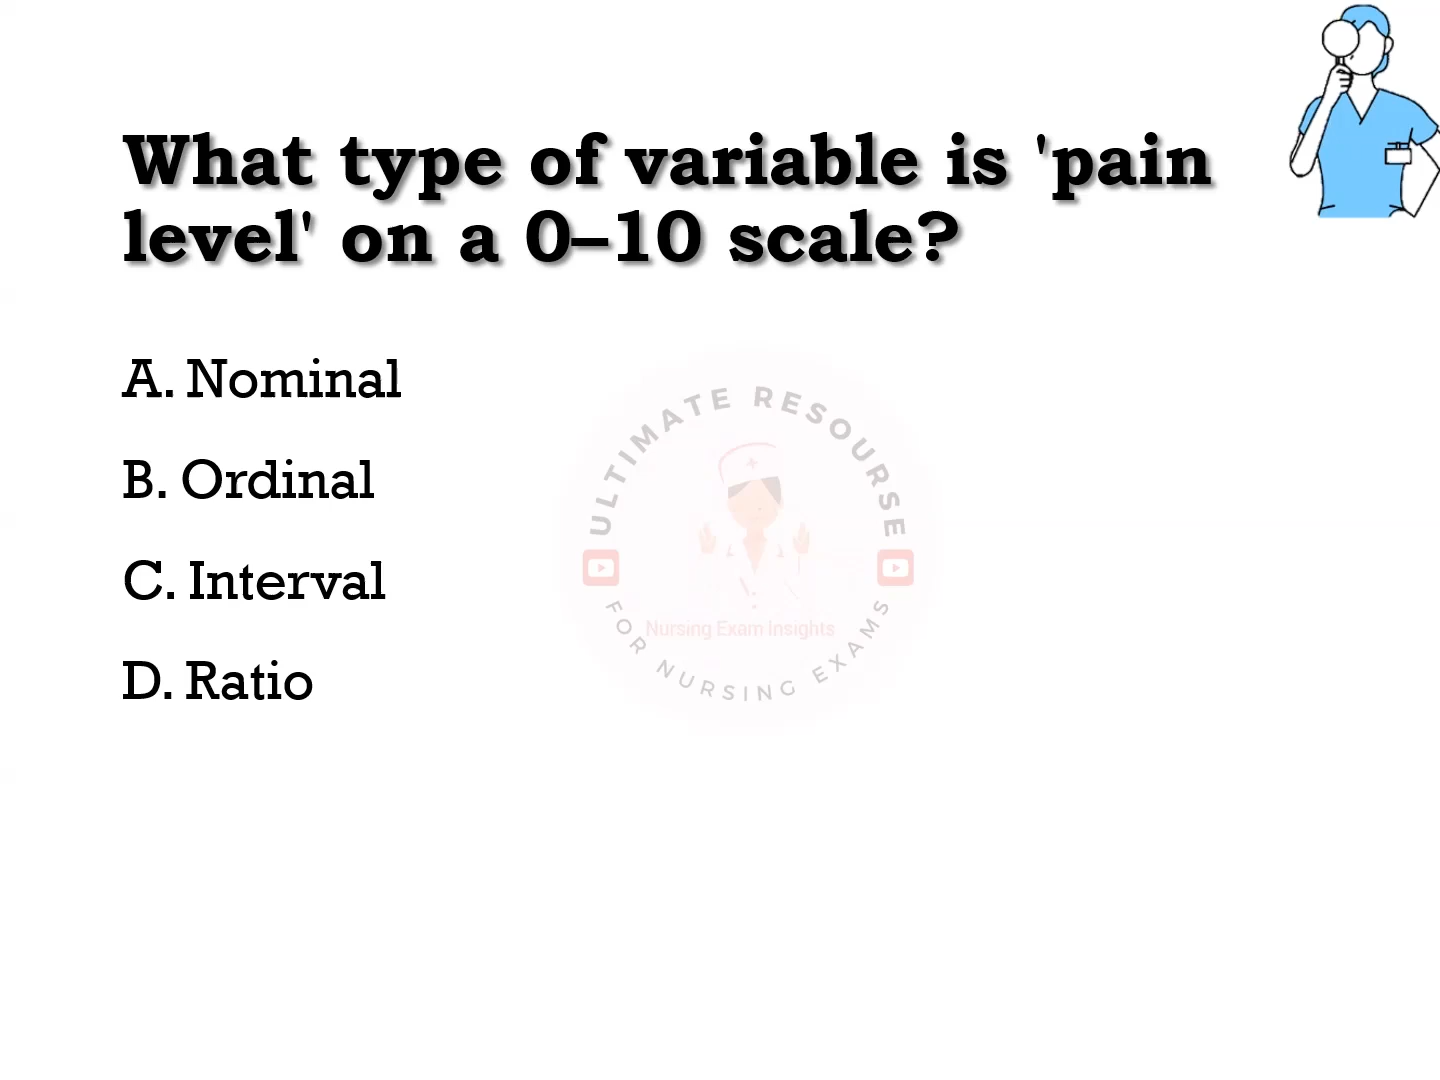 What type of variable is 'pain
level' on a 0–10 scale?
A. Nominal
B. Ordinal
C. Interval
D. Ratio
ULTIMATE RESOURSE
Nursing Exam Insights
FOR NURSING EXAMS